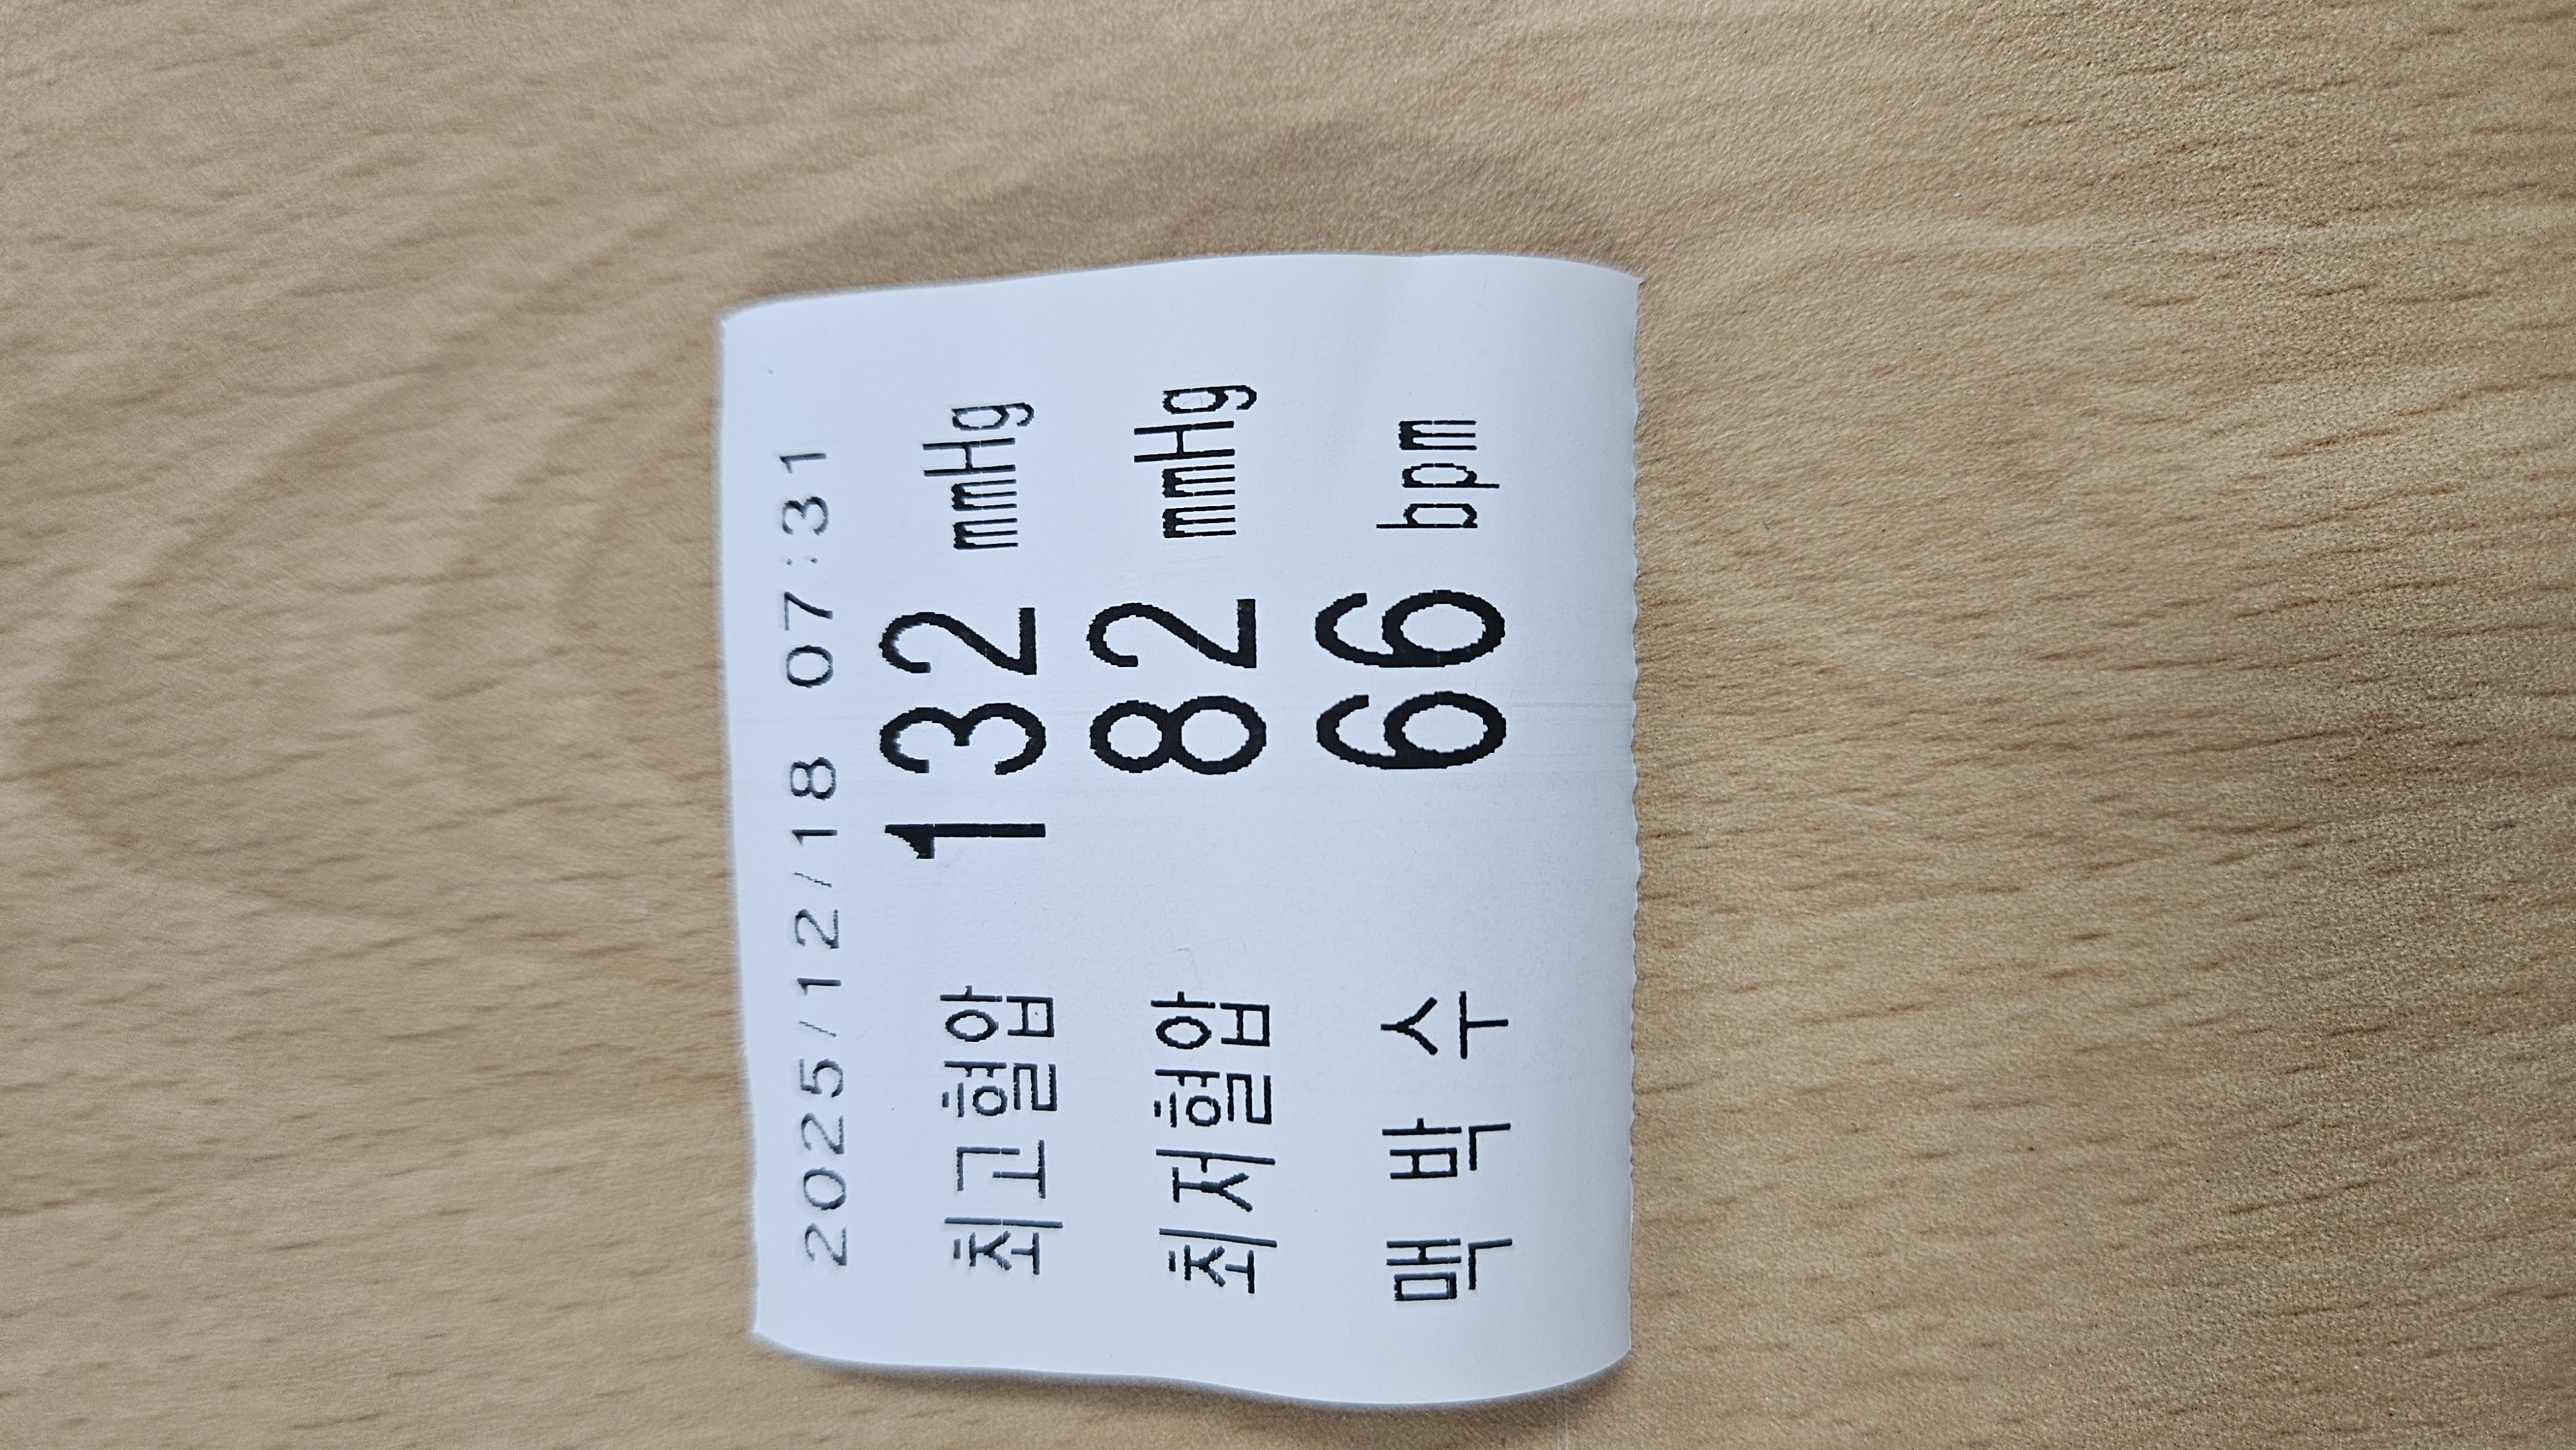 2025/12/18 07:31
최고혈압 132 mmHg
최저혈압 82 mmHg
맥 박 수 66 bpm